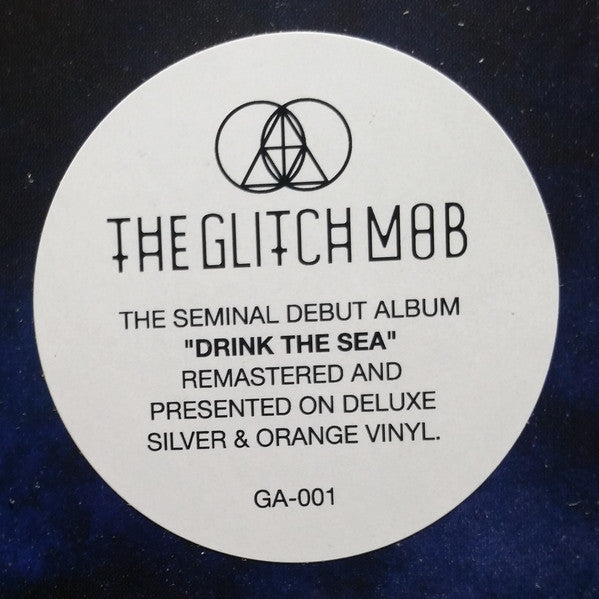 THE GLITCH MOB
THE SEMINAL DEBUT ALBUM
"DRINK THE SEA"
REMASTERED AND
PRESENTED ON DELUXE
SILVER & ORANGE VINYL.
GA-001